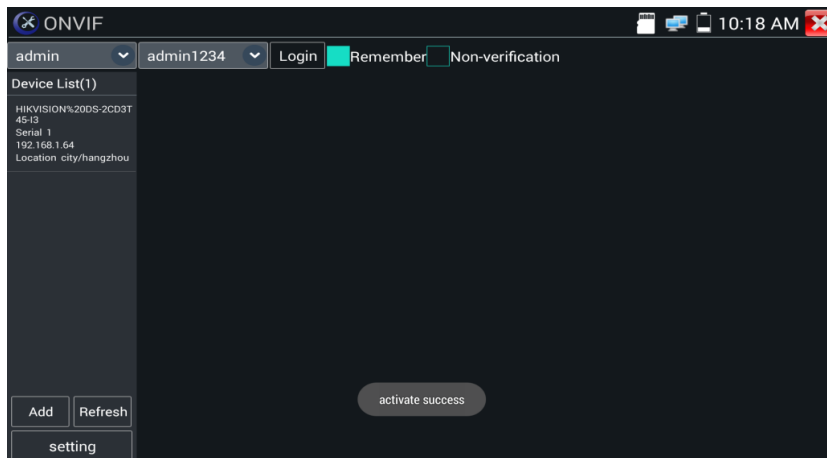 ONVIF 10:18 AM
admin admin1234 Login Remember Non-verification
Device List(1)
HIKVISION%20DS-2CD3T
45-I3
Serial 1
192.168.1.64
Location city/hangzhou
activate success
Add Refresh
setting